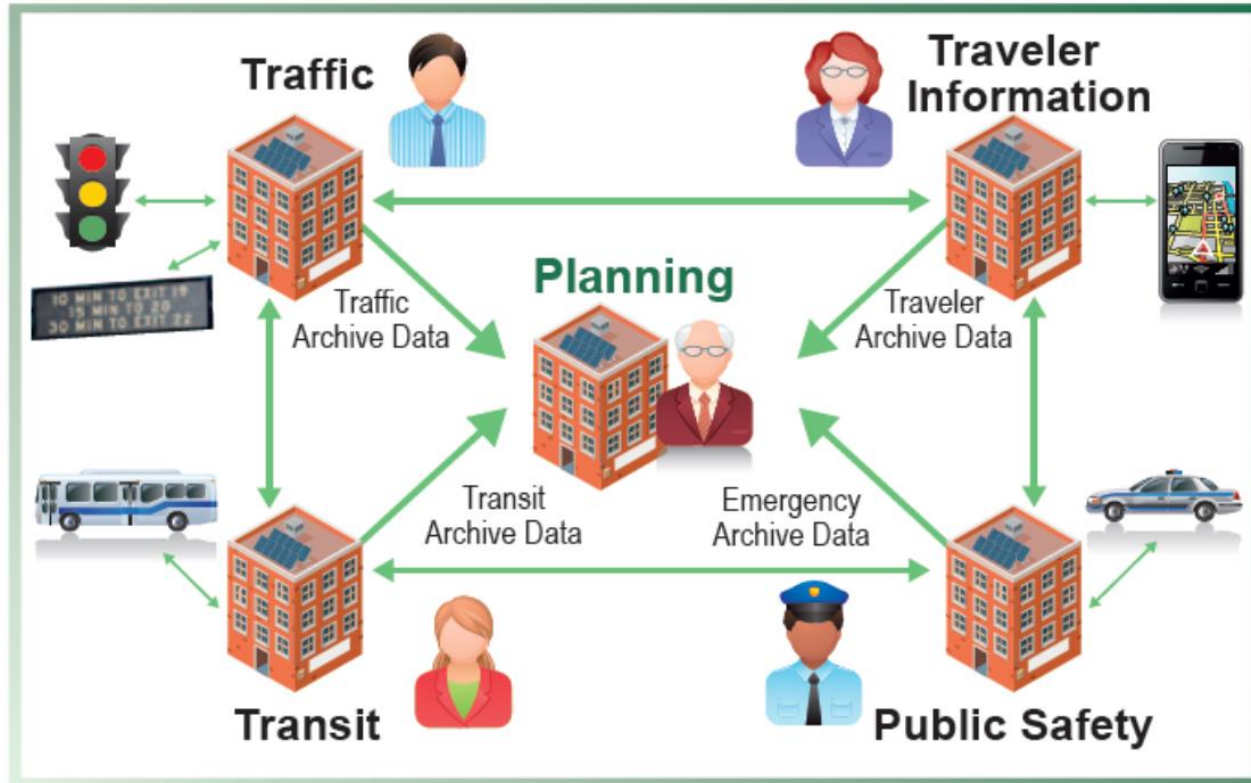 Traffic
Traveler
Information
10 MIN TO EXIT 19
15 MIN TO 20
30 MIN TO EXIT 22
Planning
Traffic
Archive Data
Traveler
Archive Data
Transit
Archive Data
Emergency
Archive Data
Transit
Public Safety